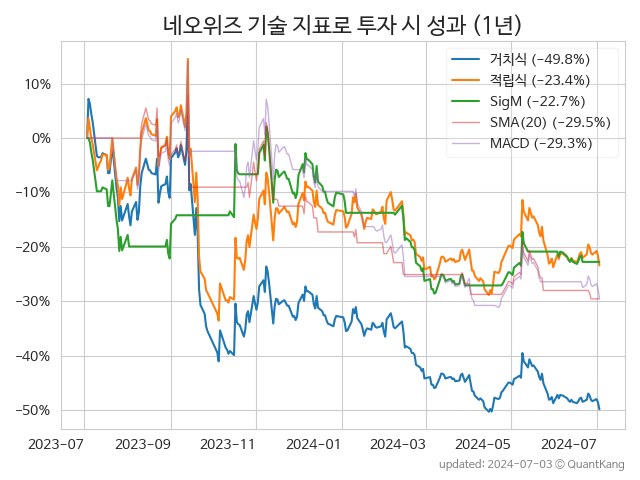 네오위즈 기술 지표로 투자 시 성과 (1년)
거치식 (−49.8%)
적립식 (−23.4%)
SigM (−22.7%)
SMA(20) (−29.5%)
MACD (−29.3%)
10%
0%
−10%
−20%
−30%
−40%
−50%
2023-07
2023-09
2023-11
2024-01
2024-03
2024-05
2024-07
updated: 2024-07-03 ⓒ QuantKang